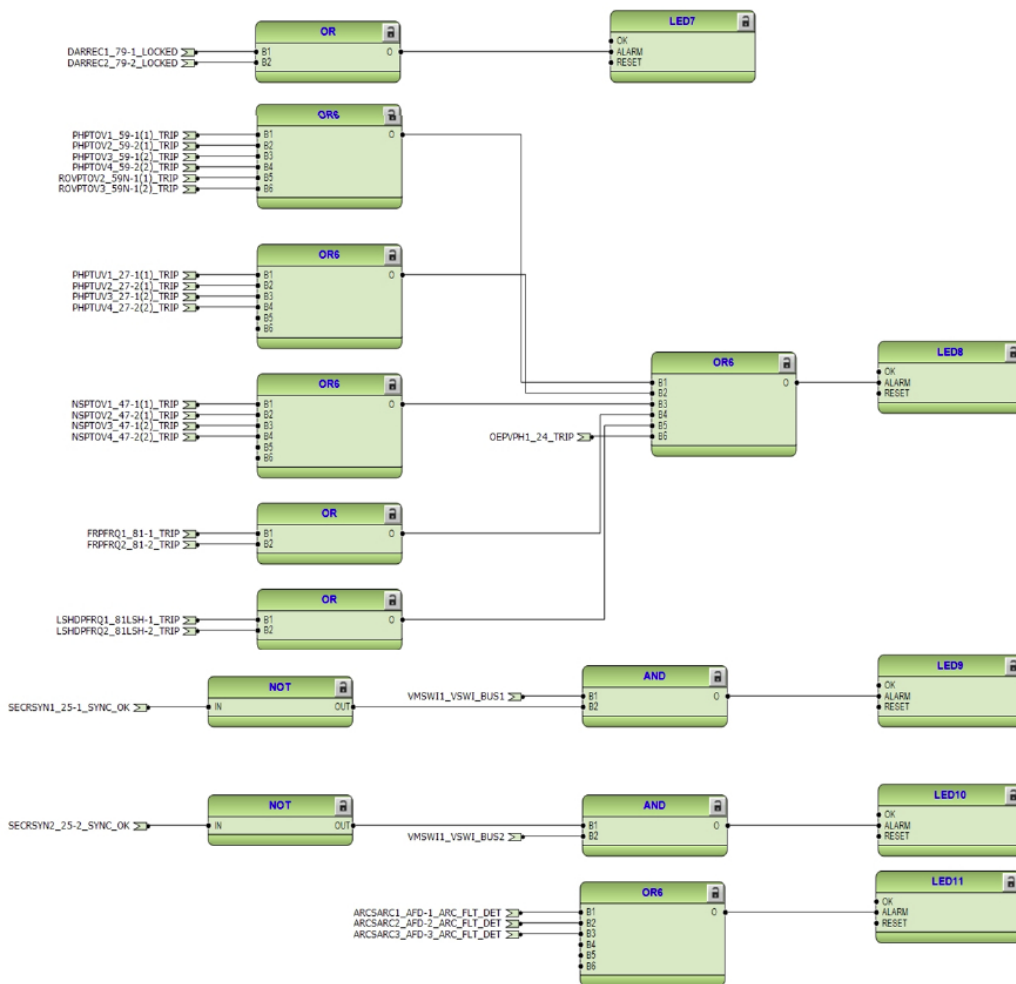 OR
LED7
OK
DARREC1_79-1_LOCKED B1 O ALARM
DARREC2_79-2_LOCKED B2 RESET
OR6
PHPTOV1_59-1(1)_TRIP B1 O
PHPTOV2_59-2(1)_TRIP B2
PHPTOV3_59-1(2)_TRIP B3
PHPTOV4_59-2(2)_TRIP B4
ROVPTOV2_59N-1(1)_TRIP B5
ROVPTOV3_59N-1(2)_TRIP B6
OR6
PHPTUV1_27-1(1)_TRIP B1 O
PHPTUV2_27-2(1)_TRIP B2
PHPTUV3_27-1(2)_TRIP B3
PHPTUV4_27-2(2)_TRIP B4
B5
B6
OR6
LED8
B1 O
B2
B3
B4
B5
OEPVPH1_24_TRIP B6
OK
ALARM
RESET
OR6
NSPTOV1_47-1(1)_TRIP B1 O
NSPTOV2_47-2(1)_TRIP B2
NSPTOV3_47-1(2)_TRIP B3
NSPTOV4_47-2(2)_TRIP B4
B5
B6
OR
FRPFRQ1_81-1_TRIP B1 O
FRPFRQ2_81-2_TRIP B2
OR
LSHDPFRQ1_81LSH-1_TRIP B1 O
LSHDPFRQ2_81LSH-2_TRIP B2
NOT
AND
LED9
SECRSYN1_25-1_SYNC_OK IN OUT
VMSWI1_VSWI_BUS1 B1 O
B2
OK
ALARM
RESET
NOT
AND
LED10
SECRSYN2_25-2_SYNC_OK IN OUT
B1 O
VMSWI1_VSWI_BUS2 B2
OK
ALARM
RESET
OR6
LED11
ARCSARC1_AFD-1_ARC_FLT_DET B1 O
ARCSARC2_AFD-2_ARC_FLT_DET B2
ARCSARC3_AFD-3_ARC_FLT_DET B3
B4
B5
B6
OK
ALARM
RESET